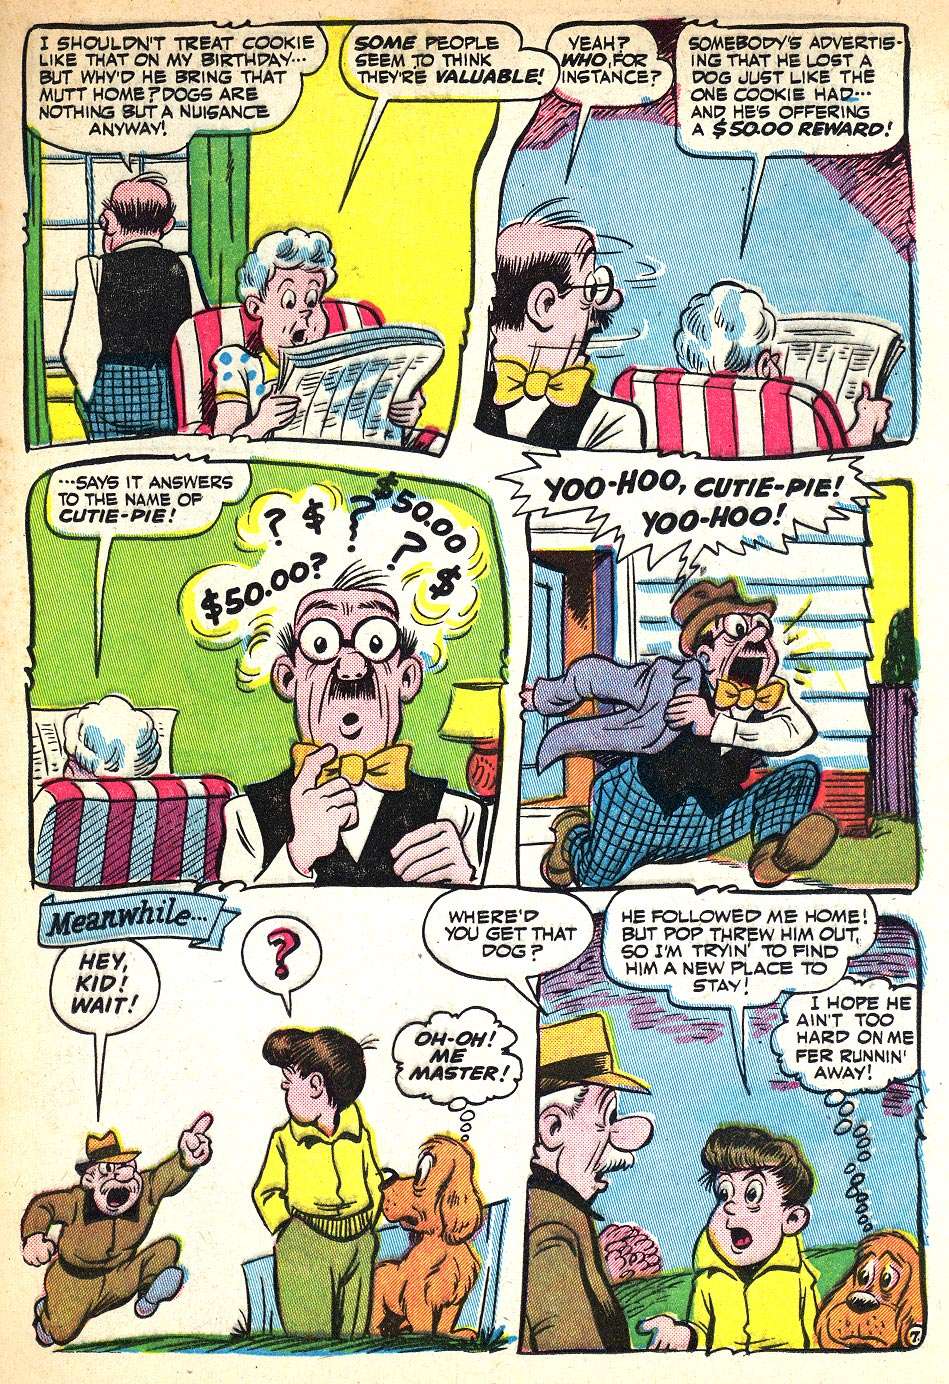 I SHOULDN'T TREAT COOKIE
LIKE THAT ON MY BIRTHDAY...
BUT WHY'D HE BRING THAT
MUTT HOME? DOGS ARE
NOTHING BUT A NUISANCE
ANYWAY!
SOME PEOPLE
SEEM TO THINK
THEY'RE VALUABLE!
YEAH?
WHO, FOR
INSTANCE?
SOMEBODY'S ADVERTIS-
ING THAT HE LOST A
DOG JUST LIKE THE
ONE COOKIE HAD...
AND HE'S OFFERING
A $50.00 REWARD!
...SAYS IT ANSWERS
TO THE NAME OF
CUTIE-PIE!
$50.00?
? $ ?
$50.00
? $
YOO-HOO, CUTIE-PIE!
YOO-HOO!
Meanwhile...
HEY,
KID!
WAIT!
?
OH-OH!
ME
MASTER!
WHERE'D
YOU GET THAT
DOG?
HE FOLLOWED ME HOME!
BUT POP THREW HIM OUT,
SO I'M TRYIN' TO FIND
HIM A NEW PLACE TO
STAY!
I HOPE HE
AIN'T TOO
HARD ON ME
FER RUNNIN'
AWAY!
7.